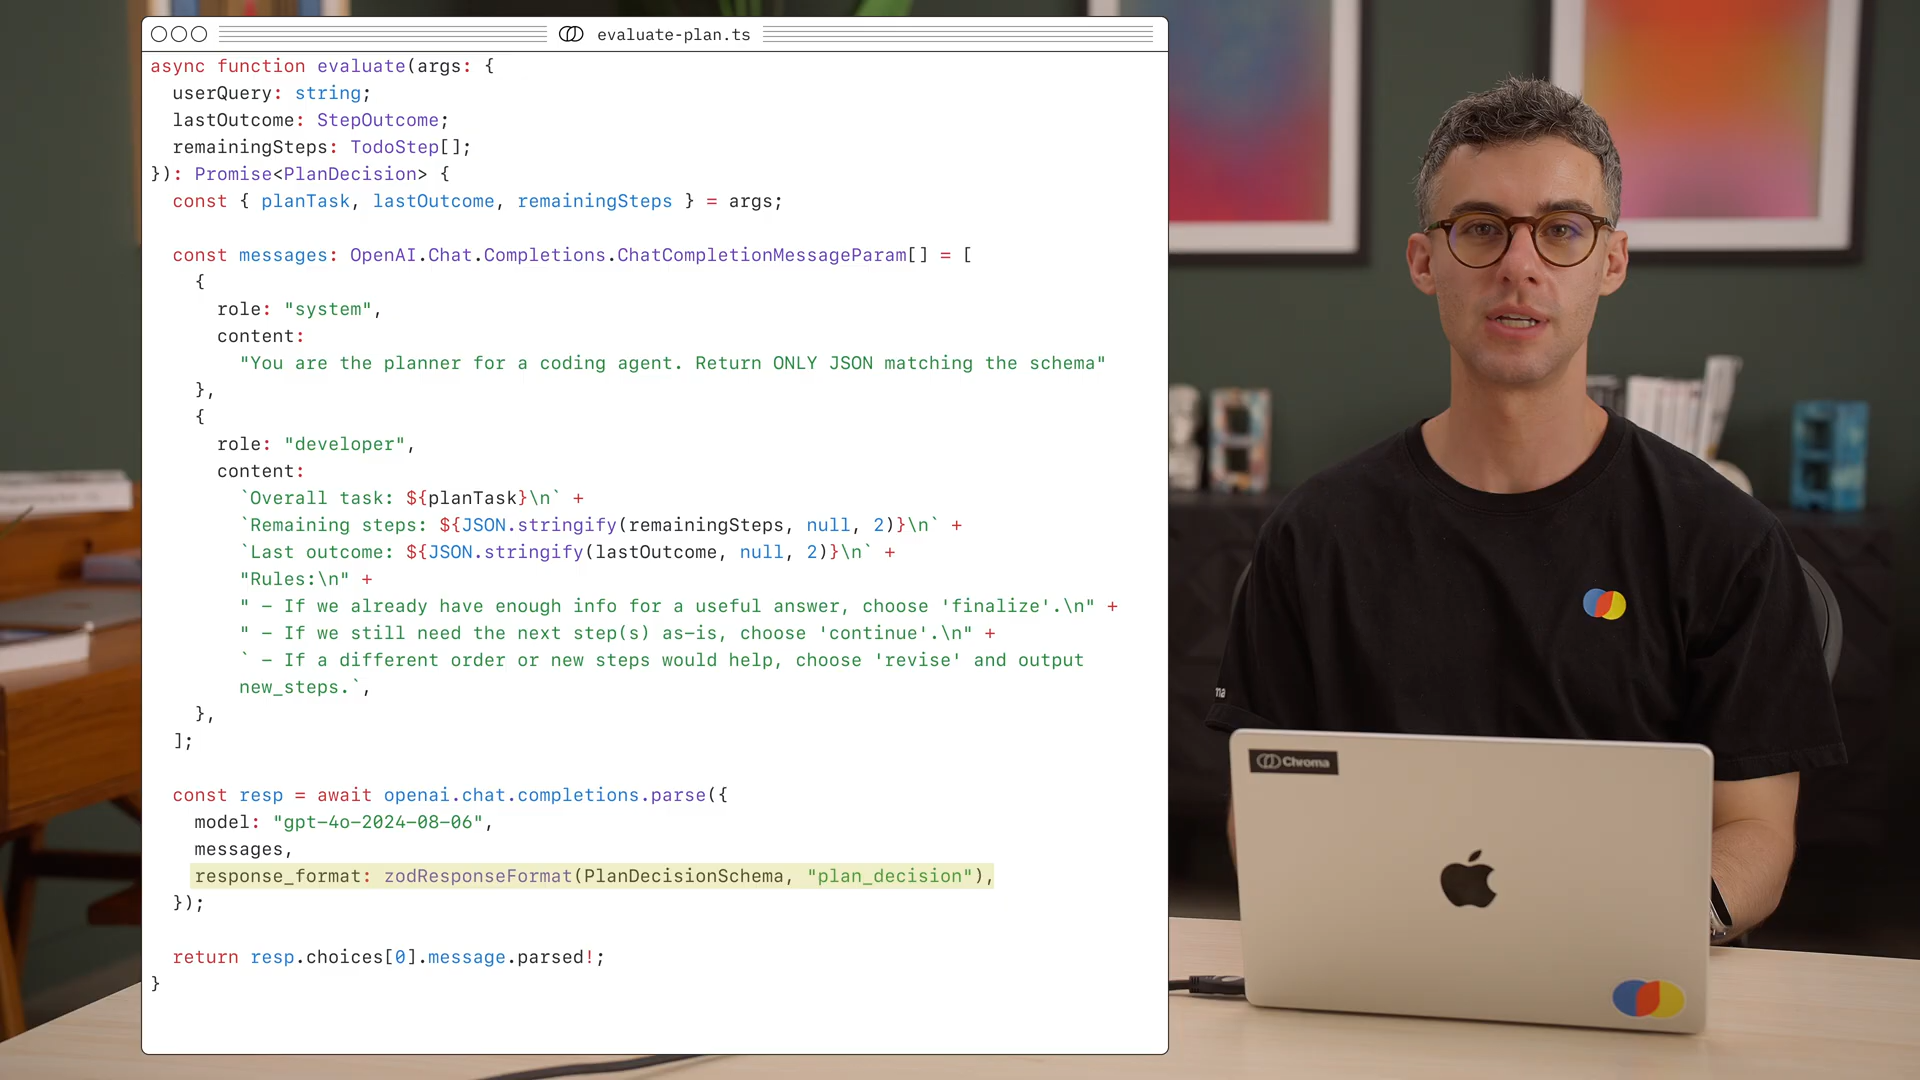 evaluate-plan.ts
async function evaluate(args: {
  userQuery: string;
  lastOutcome: StepOutcome;
  remainingSteps: TodoStep[];
}): Promise<PlanDecision> {
  const { planTask, lastOutcome, remainingSteps } = args;
  const messages: OpenAI.Chat.Completions.ChatCompletionMessageParam[] = [
    {
      role: "system",
      content:
        "You are the planner for a coding agent. Return ONLY JSON matching the schema"
    },
    {
      role: "developer",
      content:
        `Overall task: ${planTask}\n` +
        `Remaining steps: ${JSON.stringify(remainingSteps, null, 2)}\n` +
        `Last outcome: ${JSON.stringify(lastOutcome, null, 2)}\n` +
        "Rules:\n" +
        " - If we already have enough info for a useful answer, choose 'finalize'.\n" +
        " - If we still need the next step(s) as-is, choose 'continue'.\n" +
        ` - If a different order or new steps would help, choose 'revise' and output
        new_steps.`,
    },
  ];
  const resp = await openai.chat.completions.parse({
    model: "gpt-4o-2024-08-06",
    messages,
    response_format: zodResponseFormat(PlanDecisionSchema, "plan_decision"),
  });
  return resp.choices[0].message.parsed!;
}
Chroma